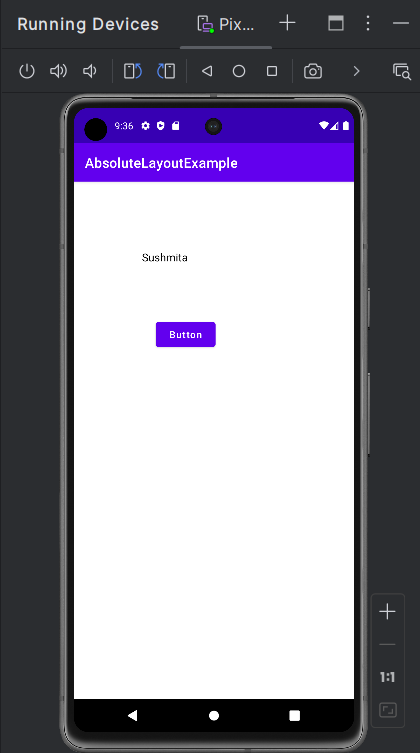 Running Devices
Pix...
9:36
AbsoluteLayoutExample
Sushmita
Button
1:1